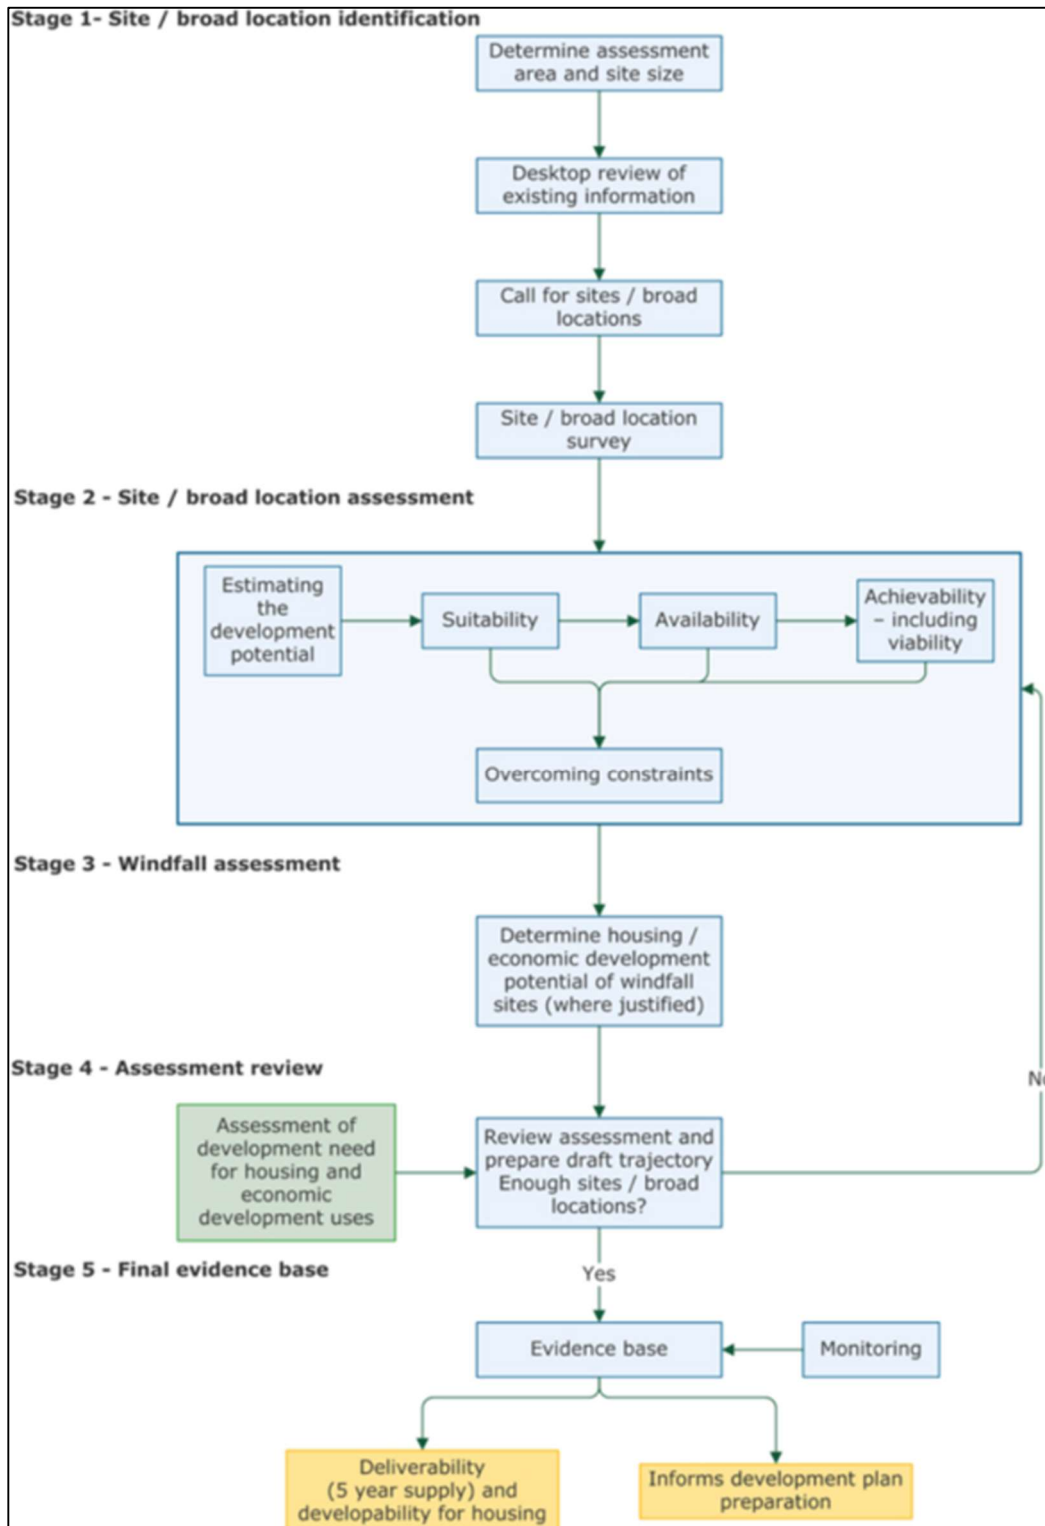 Stage 1- Site / broad location identification
Determine assessment
area and site size
Desktop review of
existing information
Call for sites / broad
locations
Site / broad location
survey
Stage 2 - Site / broad location assessment
Estimating
the
development
potential
Suitability
Availability
Achievability
– including
viability
Overcoming constraints
Stage 3 - Windfall assessment
Determine housing /
economic development
potential of windfall
sites (where justified)
Stage 4 - Assessment review
No
Assessment of
development need
for housing and
economic
development uses
Review assessment and
prepare draft trajectory
Enough sites / broad
locations?
Stage 5 - Final evidence base
Yes
Evidence base
Monitoring
Deliverability
(5 year supply) and
developability for housing
Informs development plan
preparation